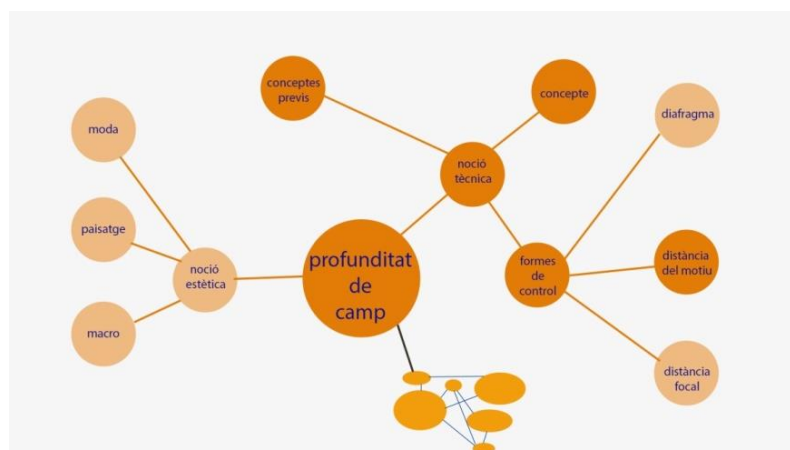 conceptes
previs
concepte
diafragma
moda
noció
tècnica
paisatge
profunditat
de
camp
noció
estètica
formes
de
control
distància
del motiu
macro
distància
focal